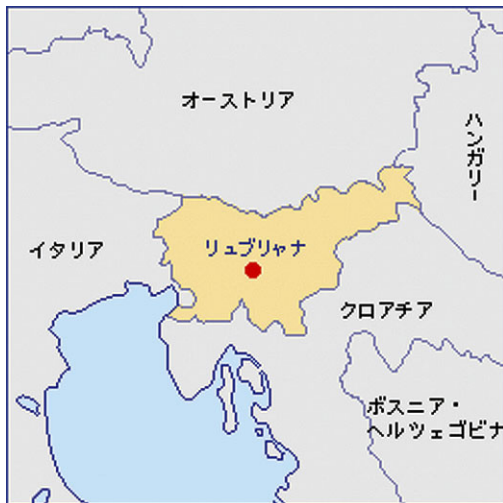 オーストリア
ハンガリー
イタリア
リュブリャナ
クロアチア
ボスニア・
ヘルツェゴビナ